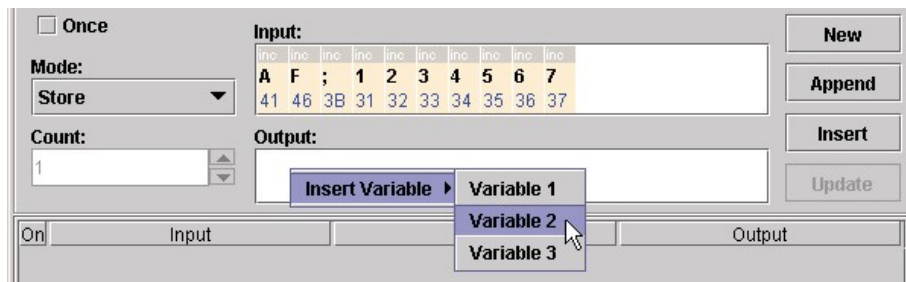 Once
Input:
New
inc inc inc inc inc inc inc inc inc inc
Mode:
A F ; 1 2 3 4 5 6 7
Store
41 46 3B 31 32 33 34 35 36 37
Append
Count:
Output:
Insert
1
Insert Variable
Variable 1
Update
Variable 2
Variable 3
On
Input
Output